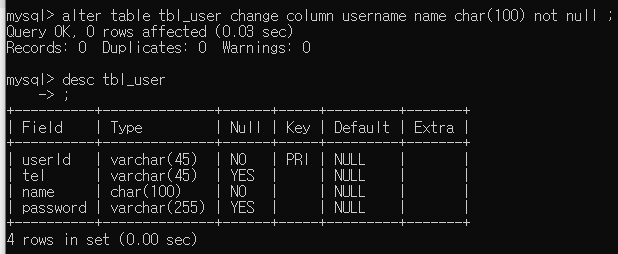 mysql> alter table tbl_user change column username name char(100) not null ;
Query OK, 0 rows affected (0.03 sec)
Records: 0  Duplicates: 0  Warnings: 0
mysql> desc tbl_user
    -> ;
+----------+--------------+------+-----+---------+-------+
| Field    | Type         | Null | Key | Default | Extra |
+----------+--------------+------+-----+---------+-------+
| userId   | varchar(45)  | NO   | PRI | NULL    |       |
| tel      | varchar(45)  | YES  |     | NULL    |       |
| name     | char(100)    | NO   |     | NULL    |       |
| password | varchar(255) | YES  |     | NULL    |       |
+----------+--------------+------+-----+---------+-------+
4 rows in set (0.00 sec)